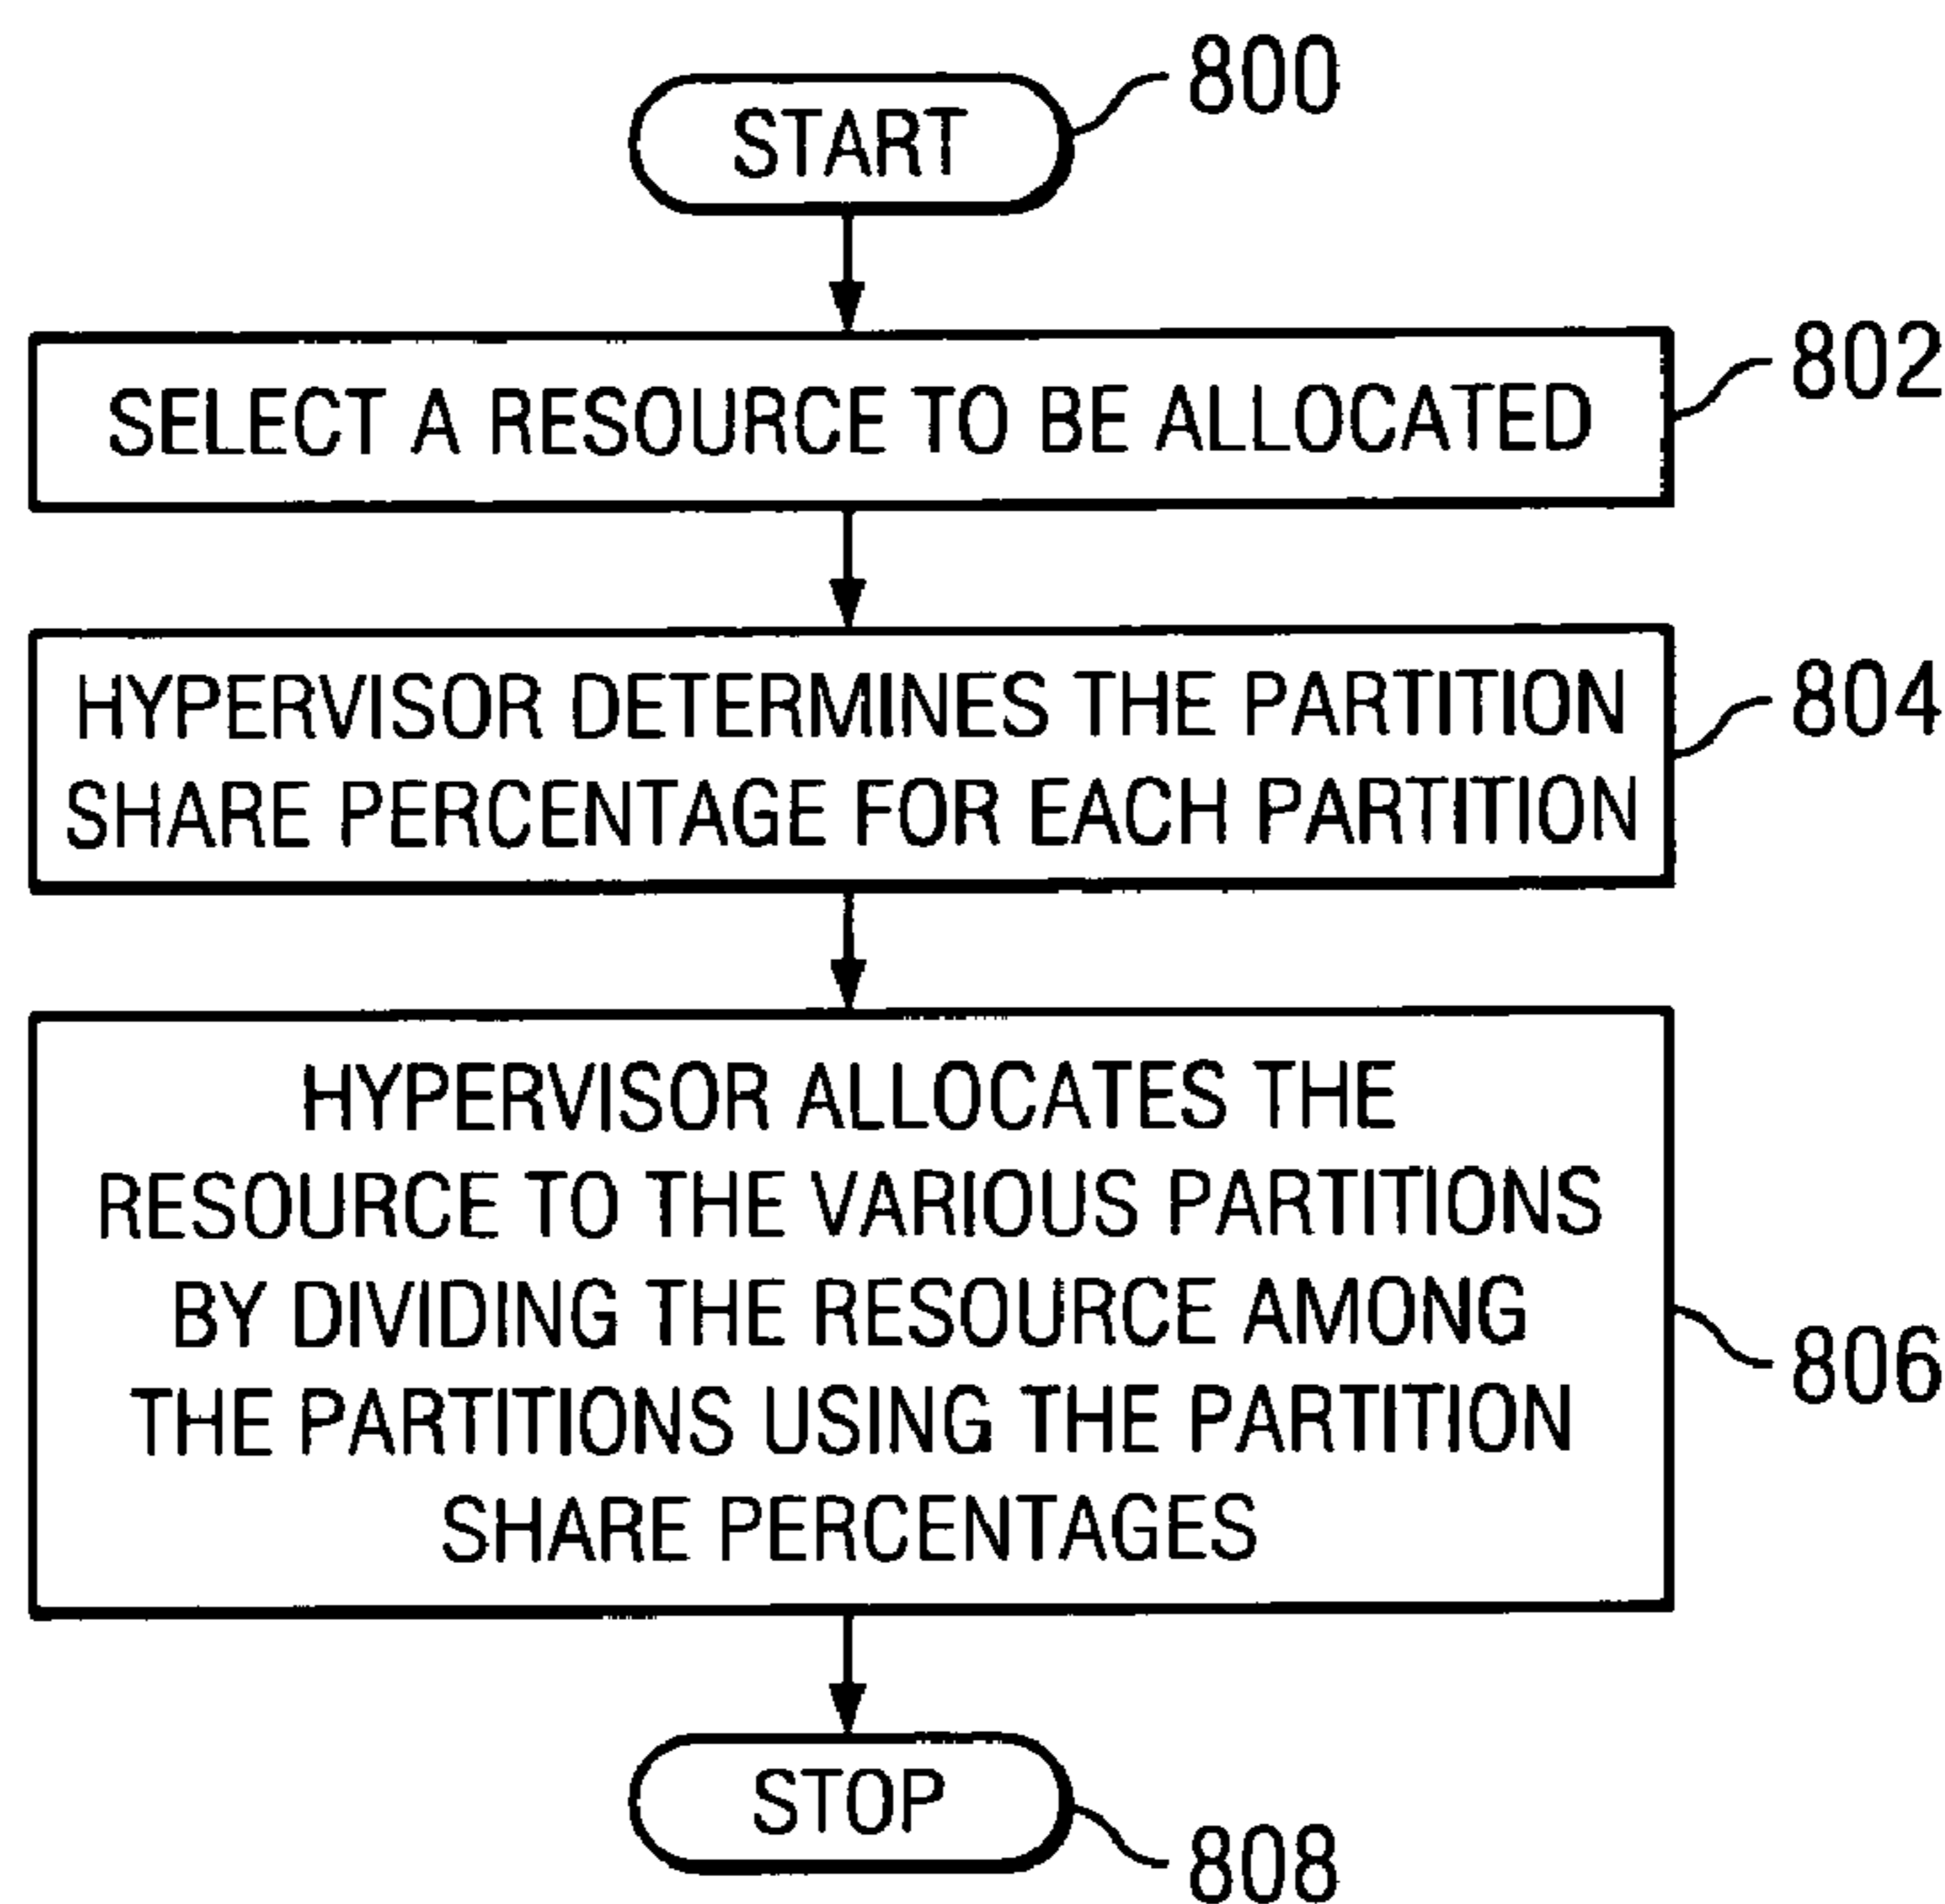 START
800
SELECT A RESOURCE TO BE ALLOCATED
802
HYPERVISOR DETERMINES THE PARTITION
SHARE PERCENTAGE FOR EACH PARTITION
804
HYPERVISOR ALLOCATES THE
RESOURCE TO THE VARIOUS PARTITIONS
BY DIVIDING THE RESOURCE AMONG
THE PARTITIONS USING THE PARTITION
SHARE PERCENTAGES
806
STOP
808